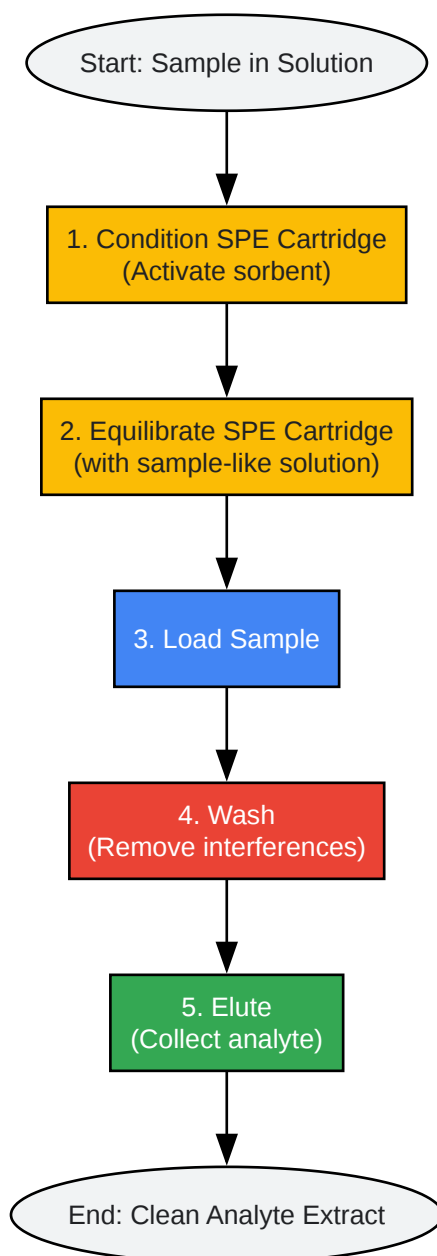 Start: Sample in Solution
1. Condition SPE Cartridge
(Activate sorbent)
2. Equilibrate SPE Cartridge
(with sample-like solution)
3. Load Sample
4. Wash
(Remove interferences)
5. Elute
(Collect analyte)
End: Clean Analyte Extract